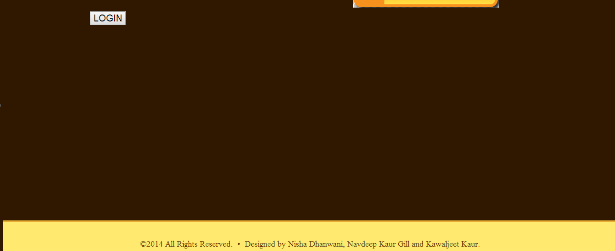 LOGIN
©2014 All Rights Reserved. • Designed by Nisha Dhanwani, Navdeep Kaur Gill and Kawaljeet Kaur.